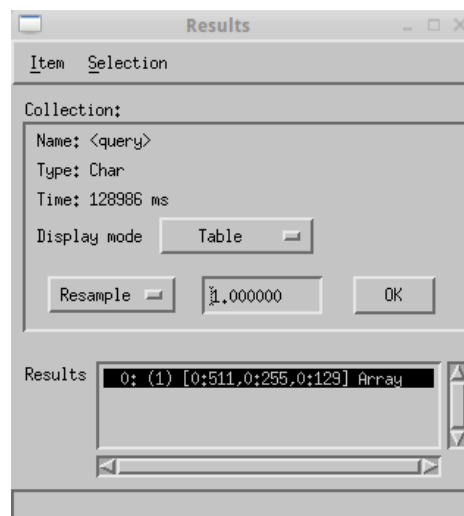 Results
Item Selection
Collection:
Name: <query>
Type: Char
Time: 128986 ms
Display mode Table
Resample 1.000000 OK
Results 0: (1) [0:511,0:255,0:129] Array